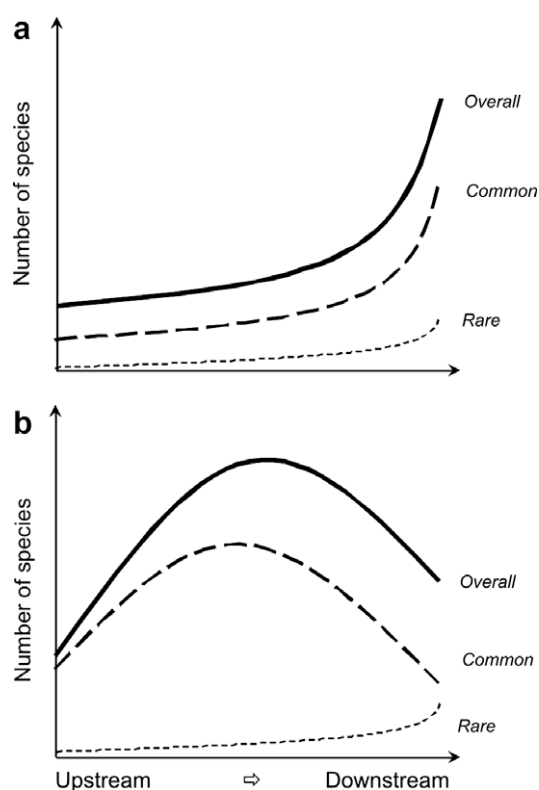 a
Number of species
Overall
Common
Rare
b
Number of species
Overall
Common
Rare
Upstream ⇨ Downstream